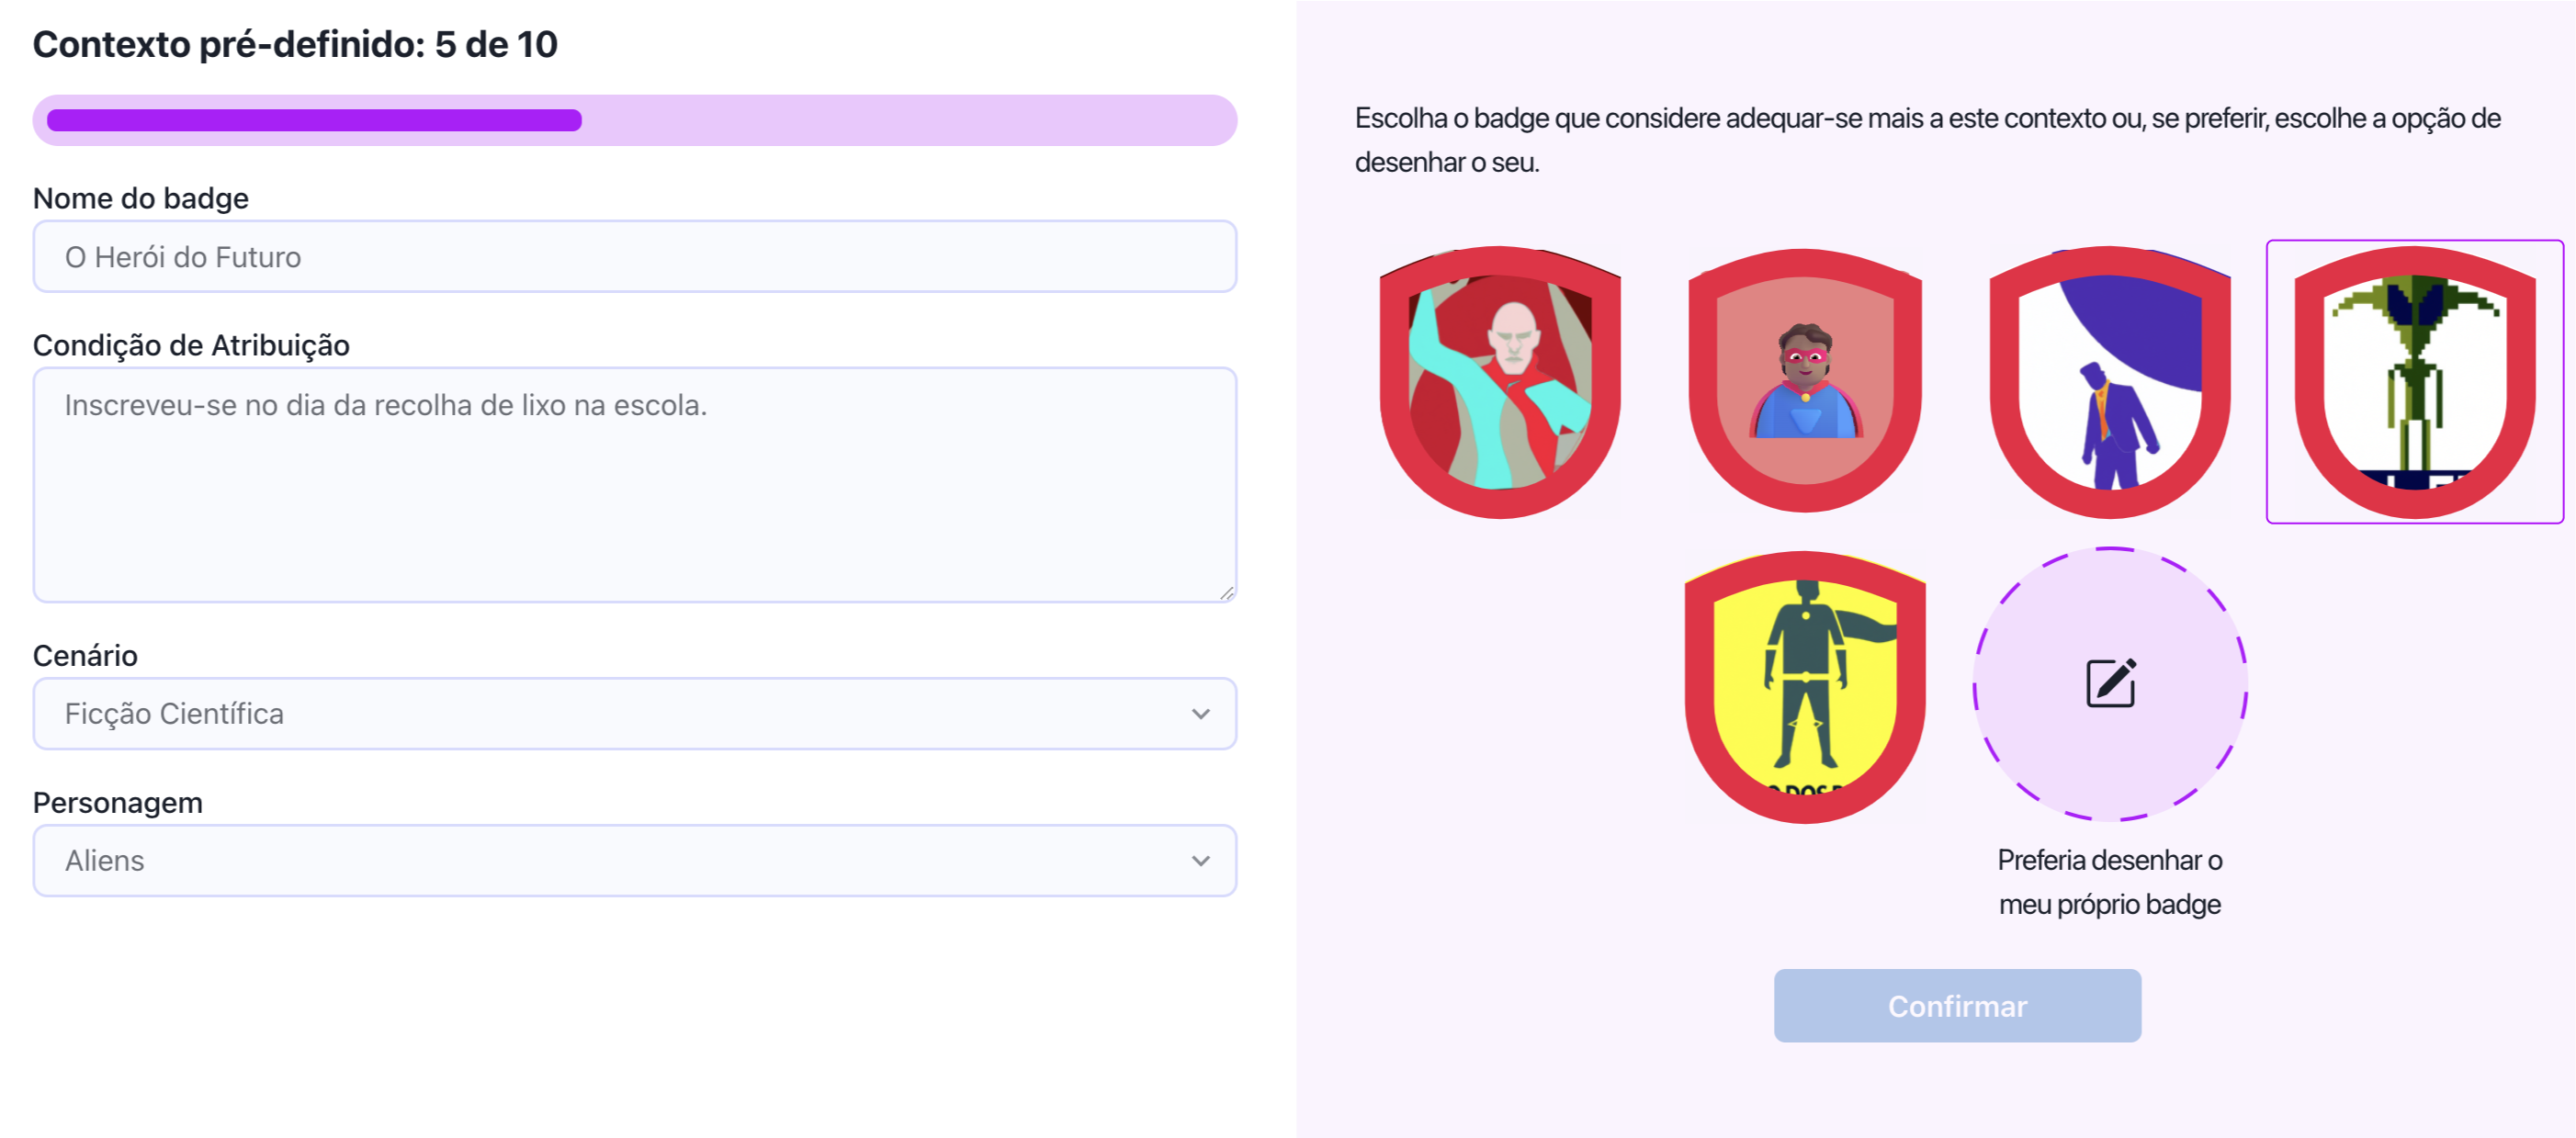 Contexto pré-definido: 5 de 10
Nome do badge
O Herói do Futuro
Condição de Atribuição
Inscreveu-se no dia da recolha de lixo na escola.
Cenário
Ficção Científica
Personagem
Aliens
Escolha o badge que considere adequar-se mais a este contexto ou, se preferir, escolhe a opção de
desenhar o seu.
Preferia desenhar o
meu próprio badge
Confirmar